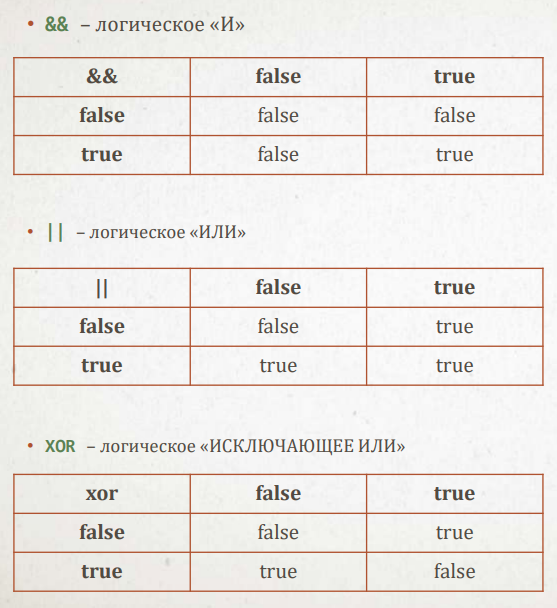 • && – логическое «И»
&& false true
false false false
true false true
• || – логическое «ИЛИ»
|| false true
false false true
true true true
• XOR – логическое «ИСКЛЮЧАЮЩЕЕ ИЛИ»
xor false true
false false true
true true false